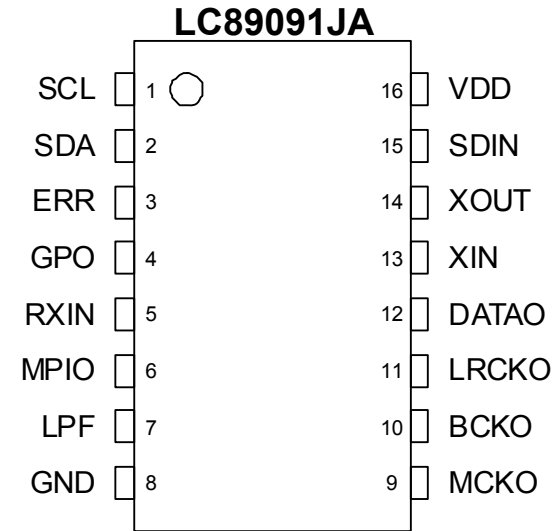 LC89091JA
SCL 1 16 VDD
SDA 2 15 SDIN
ERR 3 14 XOUT
GPO 4 13 XIN
RXIN 5 12 DATAO
MPIO 6 11 LRCKO
LPF 7 10 BCKO
GND 8 9 MCKO